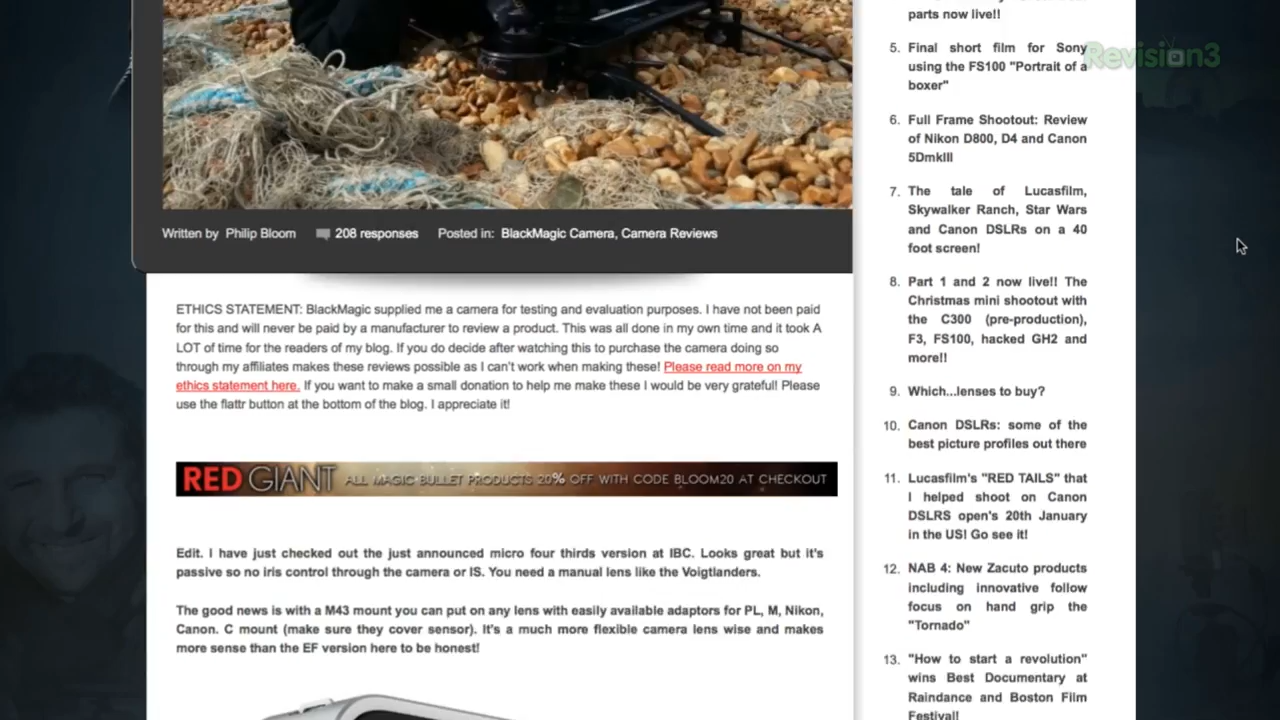 Written by Philip Bloom 208 responses Posted in: BlackMagic Camera, Camera Reviews
ETHICS STATEMENT: BlackMagic supplied me a camera for testing and evaluation purposes. I have not been paid
for this and will never be paid by a manufacturer to review a product. This was all done in my own time and it took A
LOT of time for the readers of my blog. If you do decide after watching this to purchase the camera doing so
through my affiliates makes these reviews possible as I can't work when making these! Please read more on my
ethics statement here. If you want to make a small donation to help me make these I would be very grateful! Please
use the flattr button at the bottom of the blog. I appreciate it!
RED GIANT ALL MAGIC BULLET PRODUCTS 20% OFF WITH CODE BLOOM20 AT CHECKOUT
Edit. I have just checked out the just announced micro four thirds version at IBC. Looks great but it's
passive so no iris control through the camera or IS. You need a manual lens like the Voigtlanders.
The good news is with a M43 mount you can put on any lens with easily available adaptors for PL, M, Nikon,
Canon. C mount (make sure they cover sensor). It's a much more flexible camera lens wise and makes
more sense than the EF version here to be honest!
parts now live!!
5. Final short film for Sony
using the FS100 "Portrait of a
boxer"
6. Full Frame Shootout: Review
of Nikon D800, D4 and Canon
5DmkIII
7. The tale of Lucasfilm,
Skywalker Ranch, Star Wars
and Canon DSLRs on a 40
foot screen!
8. Part 1 and 2 now live!! The
Christmas mini shootout with
the C300 (pre-production),
F3, FS100, hacked GH2 and
more!!
9. Which...lenses to buy?
10. Canon DSLRs: some of the
best picture profiles out there
11. Lucasfilm's "RED TAILS" that
I helped shoot on Canon
DSLRS open's 20th January
in the US! Go see it!
12. NAB 4: New Zacuto products
including innovative follow
focus on hand grip the
"Tornado"
13. "How to start a revolution"
wins Best Documentary at
Raindance and Boston Film
Festival!
Revision3